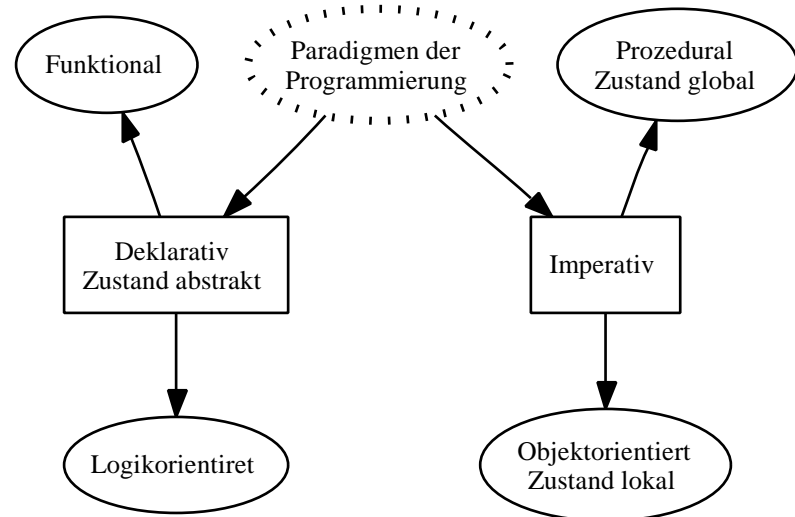 Funktional
Paradigmen der
Programmierung
Prozedural
Zustand global
Deklarativ
Zustand abstrakt
Imperativ
Logikorientiret
Objektorientiert
Zustand lokal